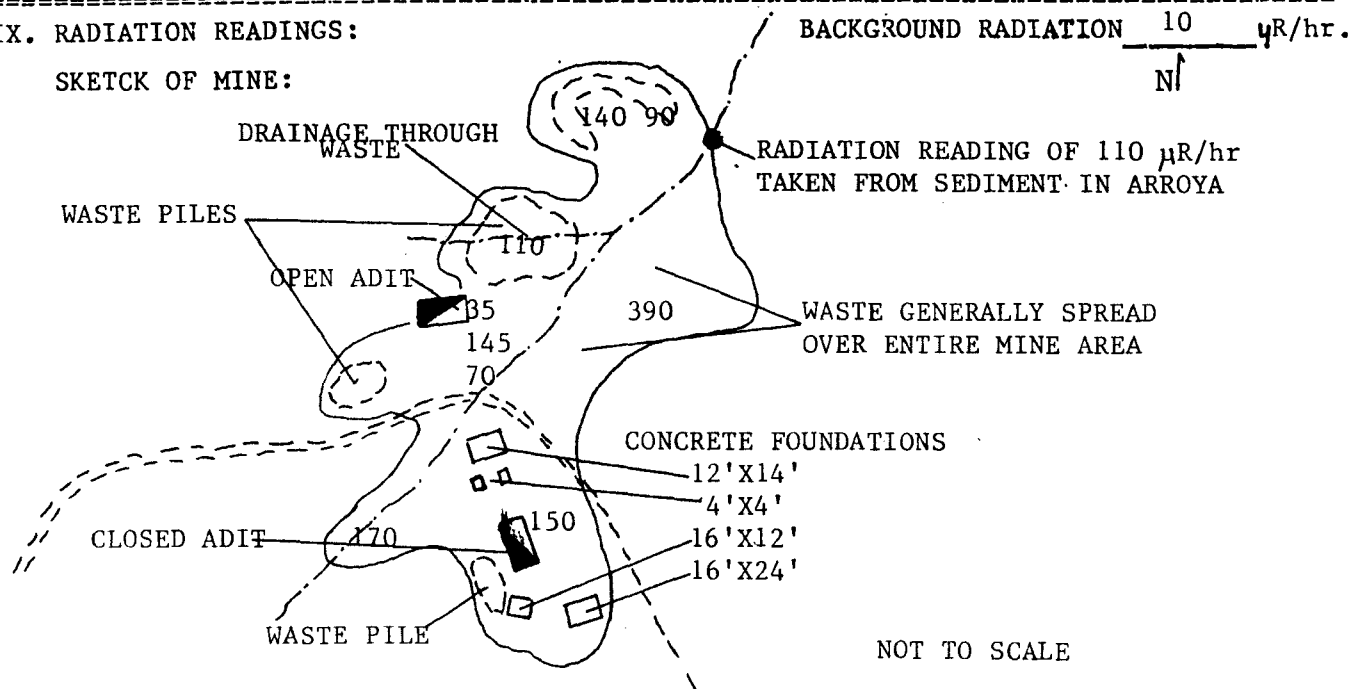 IX. RADIATION READINGS:
BACKGROUND RADIATION 10 μR/hr.
SKETCK OF MINE:
N
140 90
DRAINAGE THROUGH
WASTE
RADIATION READING OF 110 μR/hr
TAKEN FROM SEDIMENT IN ARROYA
WASTE PILES
110
OPEN ADIT
35
390
WASTE GENERALLY SPREAD
OVER ENTIRE MINE AREA
145
70
CONCRETE FOUNDATIONS
12'X14'
4'X4'
150
CLOSED ADIT
170
16'X12'
16'X24'
WASTE PILE
NOT TO SCALE